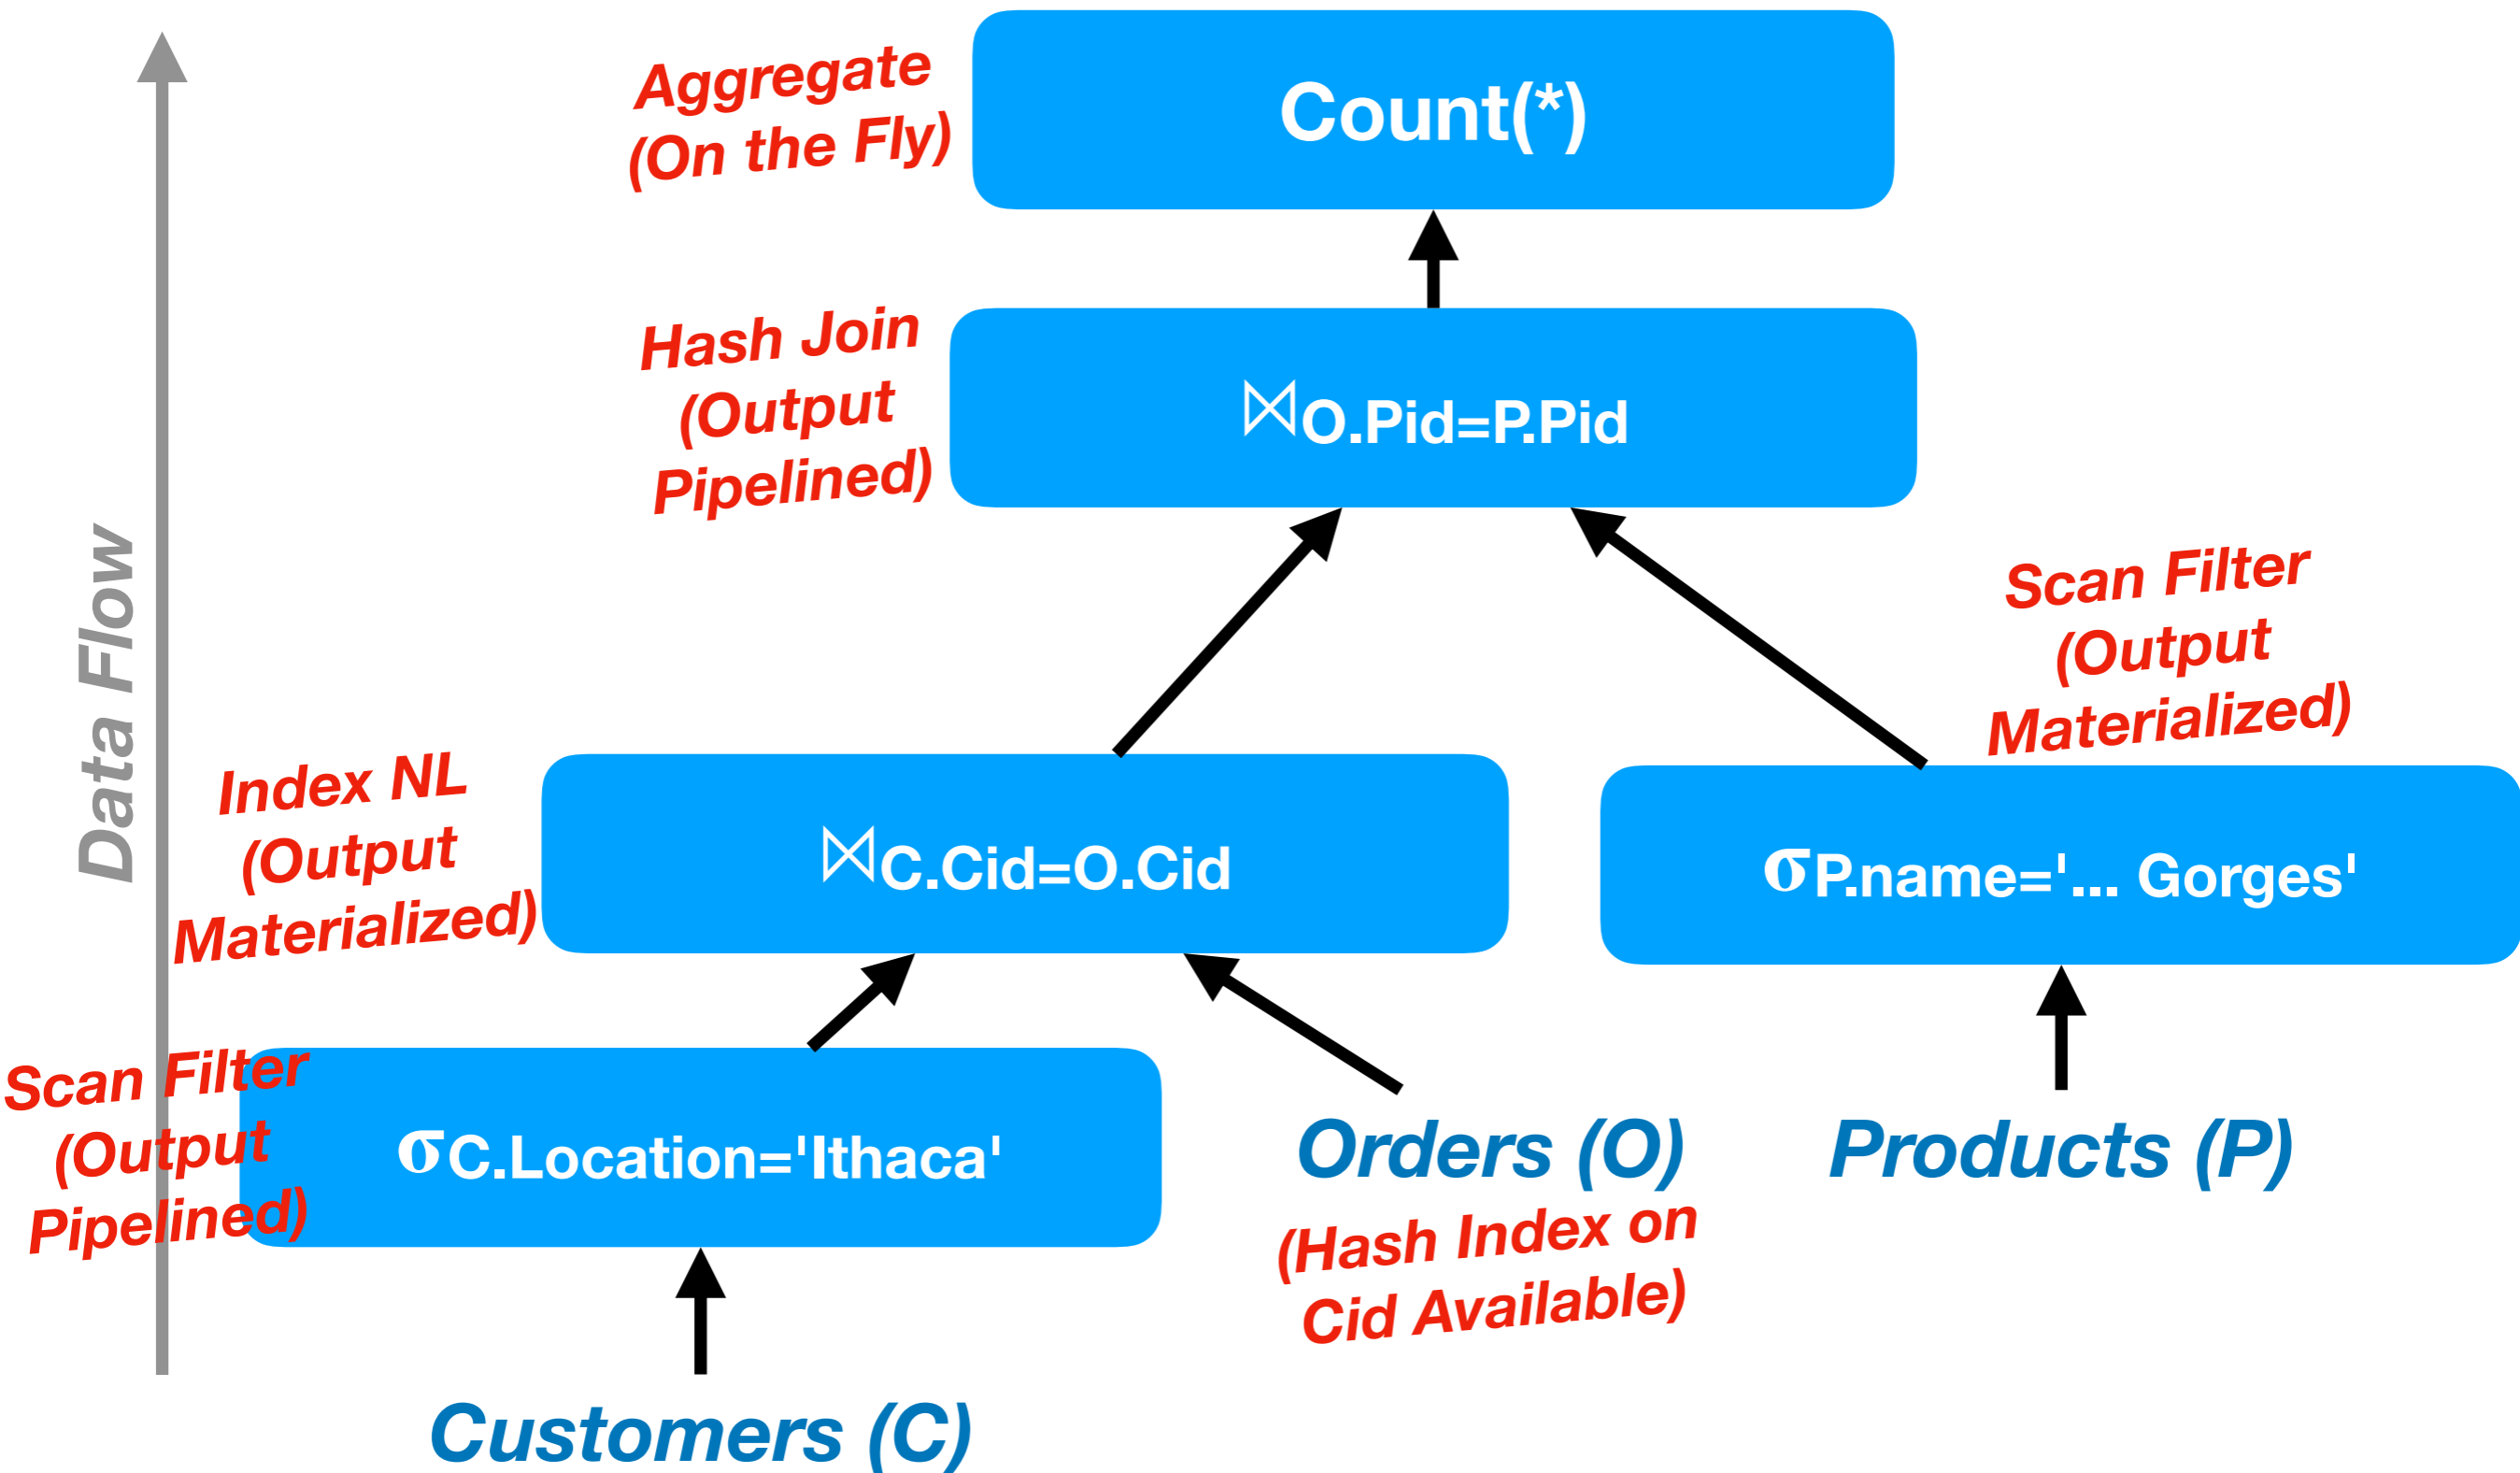 Aggregate
(On the Fly)
Count(*)
Hash Join
(Output
Pipelined)
⋈O.Pid=P.Pid
Data Flow
Scan Filter
(Output
Materialized)
Index NL
(Output
Materialized)
⋈C.Cid=O.Cid
σP.name='... Gorges'
Scan Filter
(Output
Pipelined)
σC.Location='Ithaca'
Orders (O)
(Hash Index on
Cid Available)
Products (P)
Customers (C)